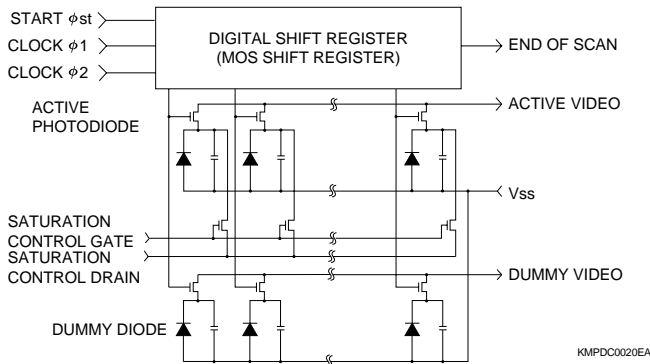 START φst
CLOCK φ1
CLOCK φ2
DIGITAL SHIFT REGISTER
(MOS SHIFT REGISTER)
END OF SCAN
ACTIVE
PHOTODIODE
ACTIVE VIDEO
Vss
SATURATION
CONTROL GATE
SATURATION
CONTROL DRAIN
DUMMY VIDEO
DUMMY DIODE
KMPDC0020EA